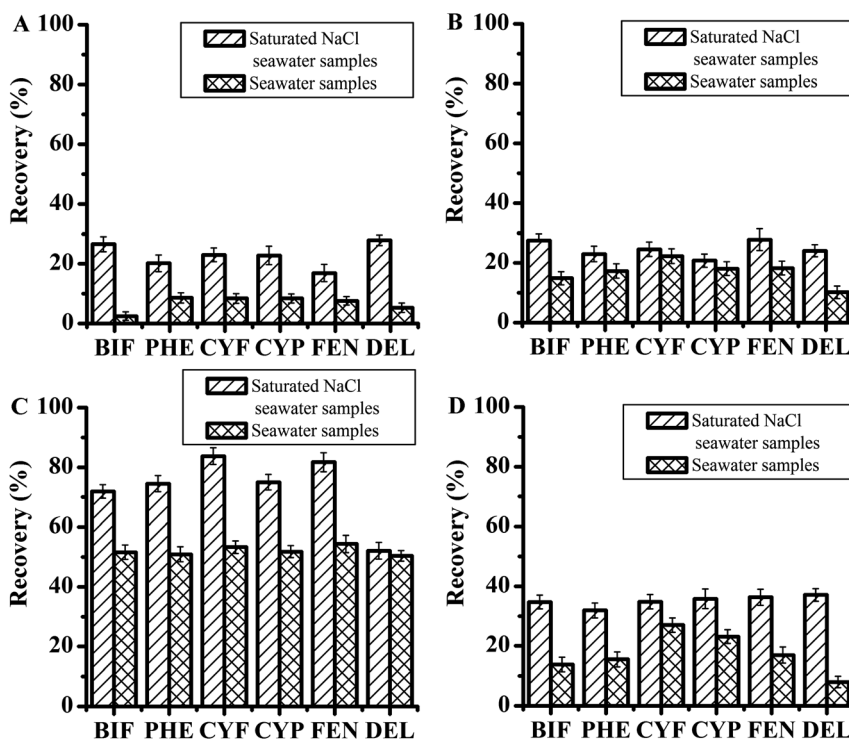 A
Recovery (%)
100
80
60
40
20
0
Saturated NaCl
seawater samples
Seawater samples
BIF PHE CYF CYP FEN DEL
B
Recovery (%)
100
80
60
40
20
0
Saturated NaCl
seawater samples
Seawater samples
BIF PHE CYF CYP FEN DEL
C
Recovery (%)
100
80
60
40
20
0
Saturated NaCl
seawater samples
Seawater samples
BIF PHE CYF CYP FEN DEL
D
Recovery (%)
100
80
60
40
20
0
Saturated NaCl
seawater samples
Seawater samples
BIF PHE CYF CYP FEN DEL